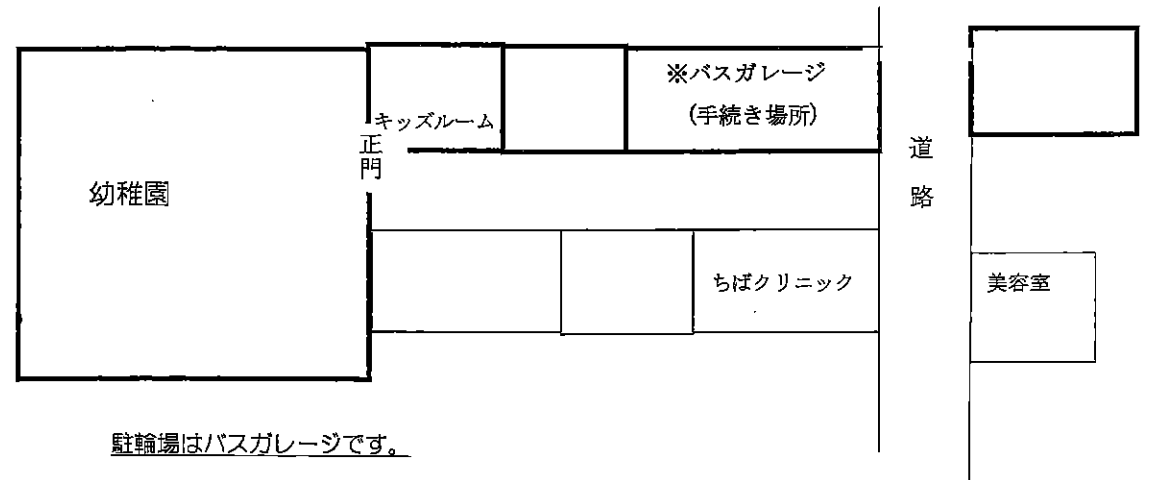 ※バスガレージ
(手続き場所)
キッズルーム
正門
道路
幼稚園
ちばクリニック
美容室
駐輪場はバスガレージです。